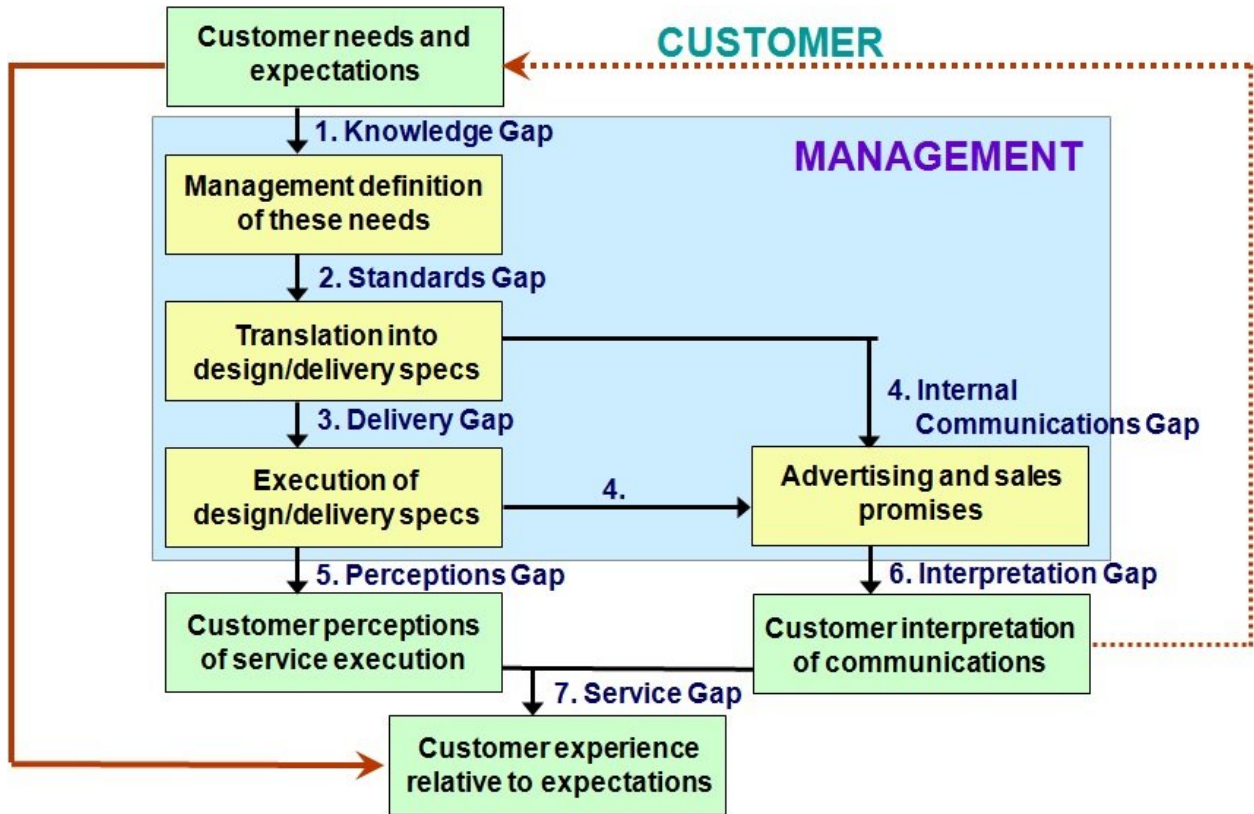 Customer needs and
expectations
CUSTOMER
1. Knowledge Gap
MANAGEMENT
Management definition
of these needs
2. Standards Gap
Translation into
design/delivery specs
3. Delivery Gap
4. Internal
Communications Gap
Execution of
design/delivery specs
4.
Advertising and sales
promises
5. Perceptions Gap
6. Interpretation Gap
Customer perceptions
of service execution
Customer interpretation
of communications
7. Service Gap
Customer experience
relative to expectations